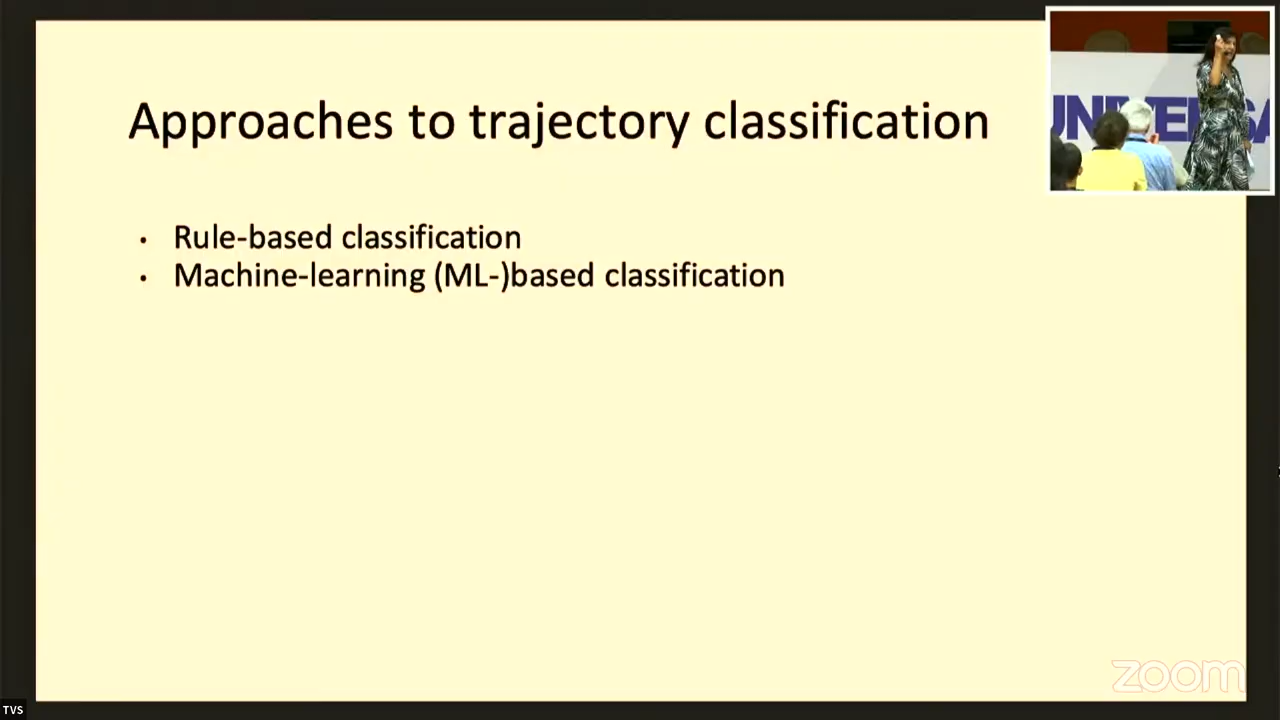 Approaches to trajectory classification
• Rule-based classification
• Machine-learning (ML-)based classification
zoom
TVS